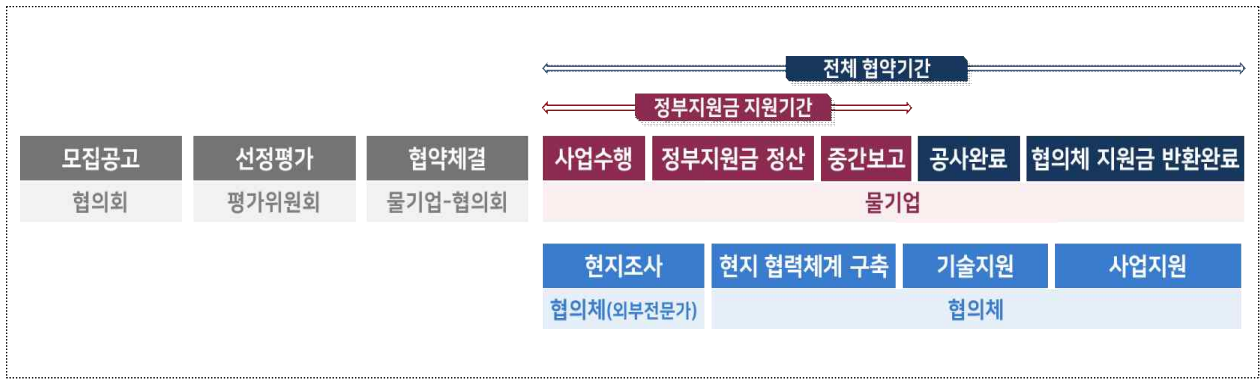 전체 협약기간
정부지원금 지원기간
모집공고 선정평가 협약체결 사업수행 정부지원금 정산 중간보고 공사완료 협의체 지원금 반환완료
협의회 평가위원회 물기업-협의회 물기업
현지조사 현지 협력체계 구축 기술지원 사업지원
협의체(외부전문가) 협의체